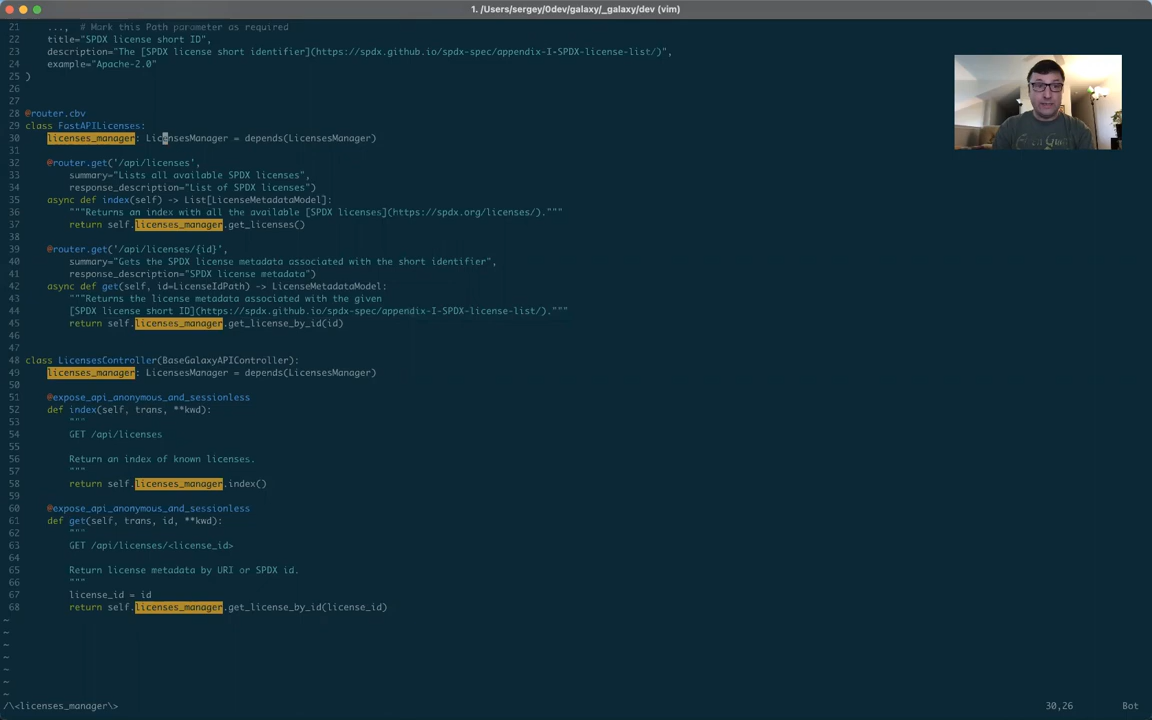 1. /Users/sergey/0dev/galaxy/_galaxy/dev (vim)
21 ..., # Mark this Path parameter as required
22 title="SPDX license short ID",
23 description="The [SPDX license short identifier](https://spdx.github.io/spdx-spec/appendix-I-SPDX-license-list/)",
24 example="Apache-2.0"
25 )
26
27
28 @router.cbv
29 class FastAPILicenses:
30 licenses_manager: LicensesManager = depends(LicensesManager)
31
32 @router.get('/api/licenses',
33 summary="Lists all available SPDX licenses",
34 response_description="List of SPDX licenses")
35 async def index(self) -> List[LicenseMetadataModel]:
36 """Returns an index with all the available [SPDX licenses](https://spdx.org/licenses/)."""
37 return self.licenses_manager.get_licenses()
38
39 @router.get('/api/licenses/{id}',
40 summary="Gets the SPDX license metadata associated with the short identifier",
41 response_description="SPDX license metadata")
42 async def get(self, id=LicenseIdPath) -> LicenseMetadataModel:
43 """Returns the license metadata associated with the given
44 [SPDX license short ID](https://spdx.github.io/spdx-spec/appendix-I-SPDX-license-list/)."""
45 return self.licenses_manager.get_license_by_id(id)
46
47
48 class LicensesController(BaseGalaxyAPIController):
49 licenses_manager: LicensesManager = depends(LicensesManager)
50
51 @expose_api_anonymous_and_sessionless
52 def index(self, trans, **kwd):
53 """
54 GET /api/licenses
55
56 Return an index of known licenses.
57 """
58 return self.licenses_manager.index()
59
60 @expose_api_anonymous_and_sessionless
61 def get(self, trans, id, **kwd):
62 """
63 GET /api/licenses/<license_id>
64
65 Return license metadata by URI or SPDX id.
66 """
67 license_id = id
68 return self.licenses_manager.get_license_by_id(license_id)
~
~
~
~
~
~
~
/\<licenses_manager\> 30,26 Bot